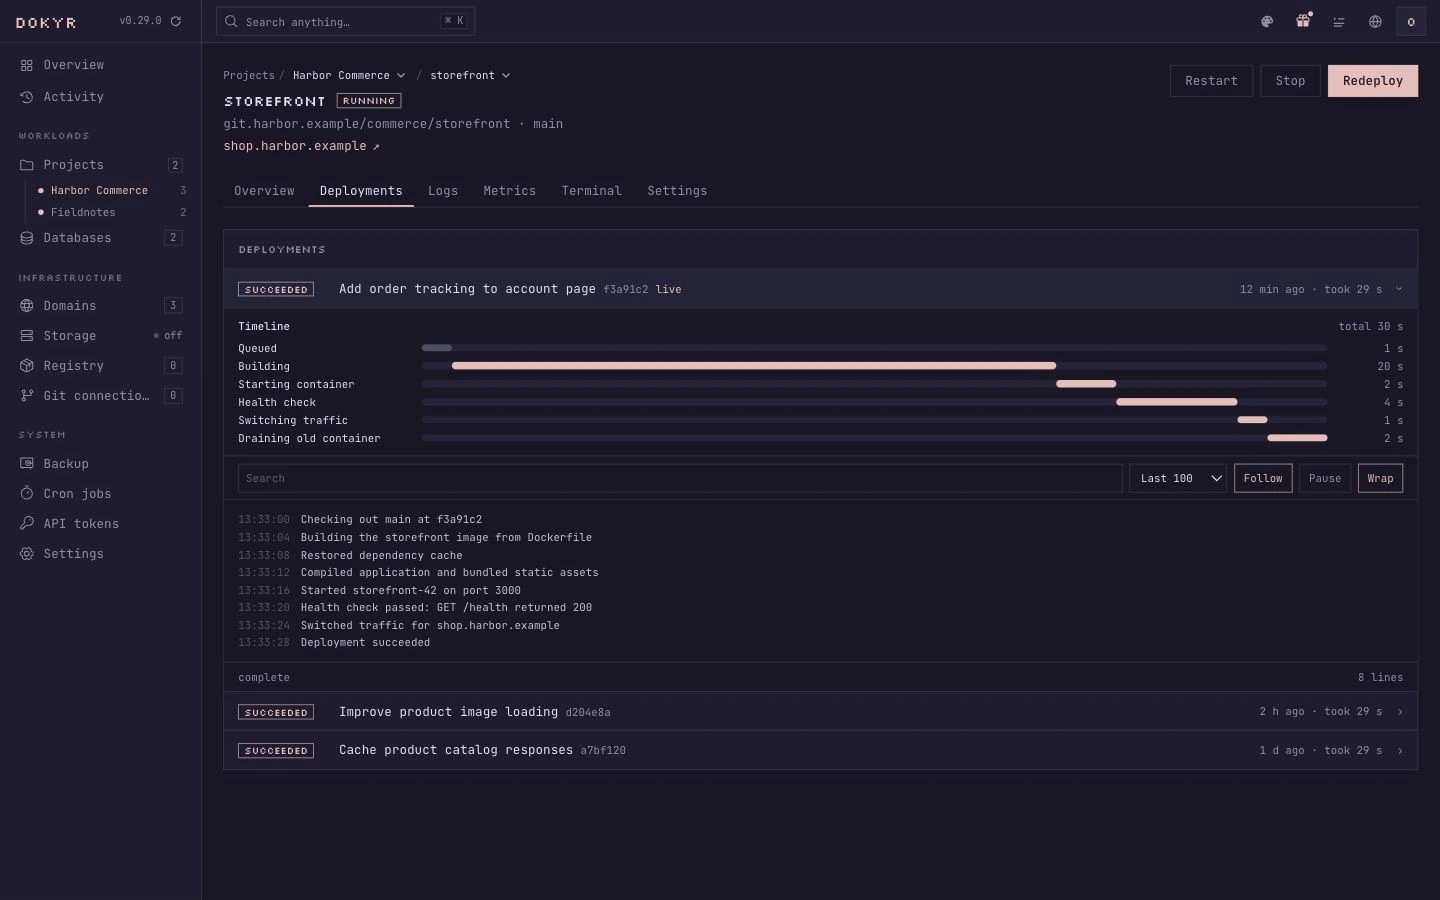 DOKYR v0.29.0
Search anything… ⌘ K
O
Overview
Activity
WORKLOADS
Projects 2
Harbor Commerce 3
Fieldnotes 2
Databases 2
INFRASTRUCTURE
Domains 3
Storage off
Registry 0
Git connectio… 0
SYSTEM
Backup
Cron jobs
API tokens
Settings
Projects / Harbor Commerce / storefront
Restart Stop Redeploy
STOREFRONT RUNNING
git.harbor.example/commerce/storefront · main
shop.harbor.example ↗
Overview Deployments Logs Metrics Terminal Settings
DEPLOYMENTS
SUCCEEDED Add order tracking to account page f3a91c2 live 12 min ago · took 29 s
Timeline total 30 s
Queued 1 s
Building 20 s
Starting container 2 s
Health check 4 s
Switching traffic 1 s
Draining old container 2 s
Search Last 100 Follow Pause Wrap
13:33:00 Checking out main at f3a91c2
13:33:04 Building the storefront image from Dockerfile
13:33:08 Restored dependency cache
13:33:12 Compiled application and bundled static assets
13:33:16 Started storefront-42 on port 3000
13:33:20 Health check passed: GET /health returned 200
13:33:24 Switched traffic for shop.harbor.example
13:33:28 Deployment succeeded
complete 8 lines
SUCCEEDED Improve product image loading d204e8a 2 h ago · took 29 s ›
SUCCEEDED Cache product catalog responses a7bf120 1 d ago · took 29 s ›